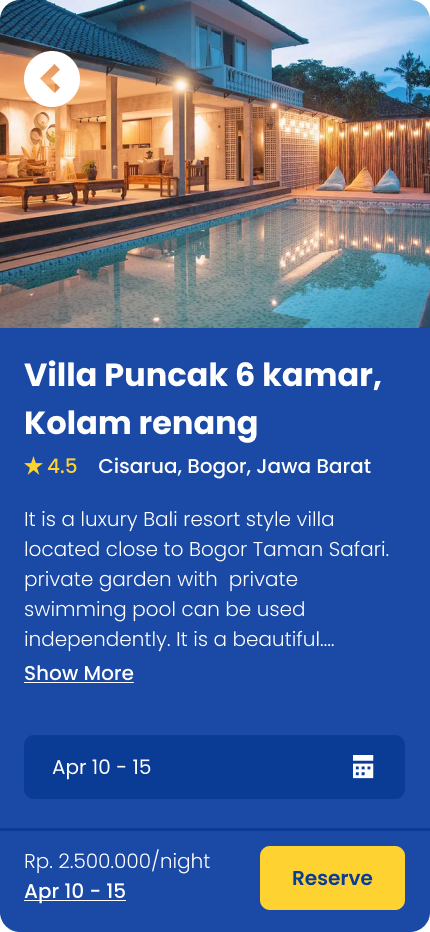 Villa Puncak 6 kamar,
Kolam renang
4.5 Cisarua, Bogor, Jawa Barat
It is a luxury Bali resort style villa
located close to Bogor Taman Safari.
private garden with  private
swimming pool can be used
independently. It is a beautiful....
Show More
Apr 10 - 15
Rp. 2.500.000/night
Apr 10 - 15
Reserve